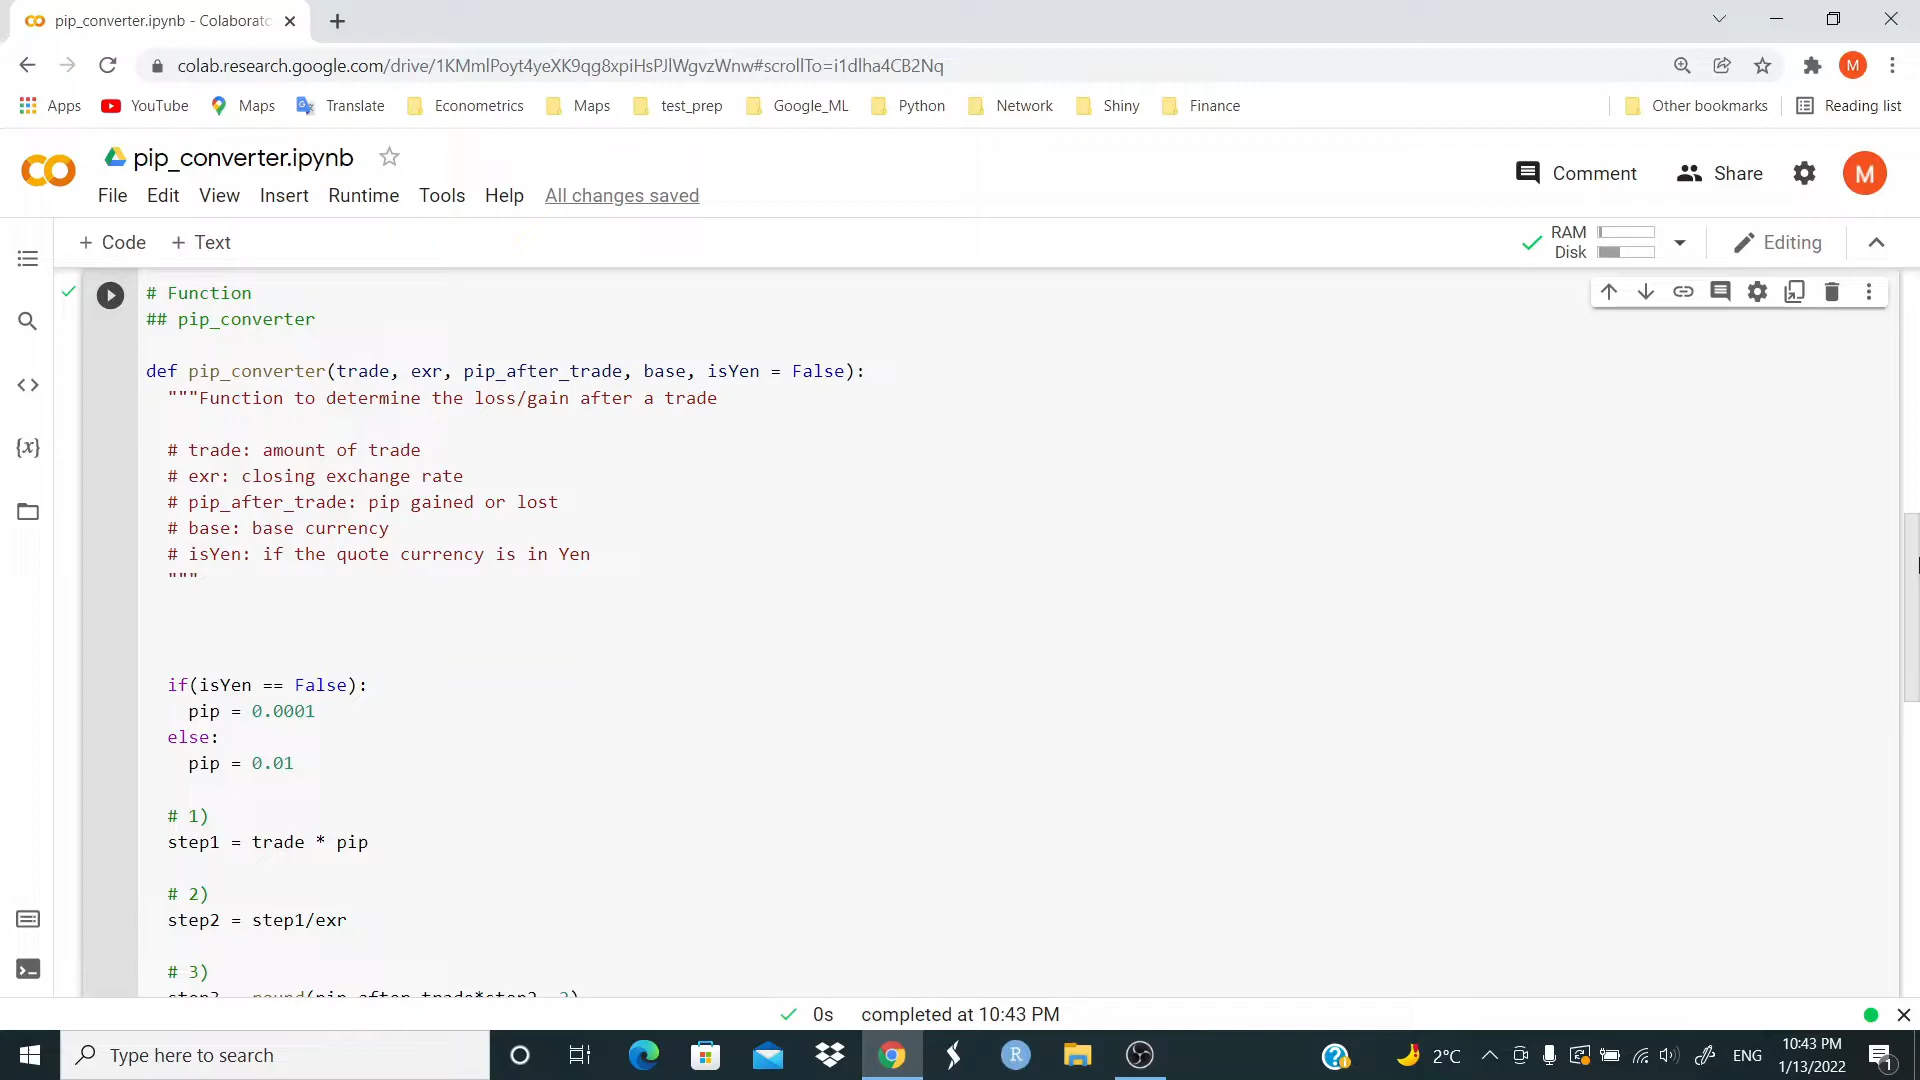 pip_converter.ipynb - Colaborato
colab.research.google.com/drive/1KMmlPoyt4yeXK9qg8xpiHsPJlWgvzWnw#scrollTo=i1dlha4CB2Nq
M
Apps YouTube Maps Translate Econometrics Maps test_prep Google_ML Python Network Shiny Finance Other bookmarks Reading list
pip_converter.ipynb
Comment Share M
File Edit View Insert Runtime Tools Help All changes saved
+ Code + Text
RAM
Disk
Editing
# Function
## pip_converter
def pip_converter(trade, exr, pip_after_trade, base, isYen = False):
"""Function to determine the loss/gain after a trade
# trade: amount of trade
# exr: closing exchange rate
# pip_after_trade: pip gained or lost
# base: base currency
# isYen: if the quote currency is in Yen
"""
if(isYen == False):
pip = 0.0001
else:
pip = 0.01
# 1)
step1 = trade * pip
# 2)
step2 = step1/exr
# 3)
step3 = round(pip_after_trade*step2, 2)
0s completed at 10:43 PM
Type here to search
R
2°C
ENG
10:43 PM
1/13/2022
1